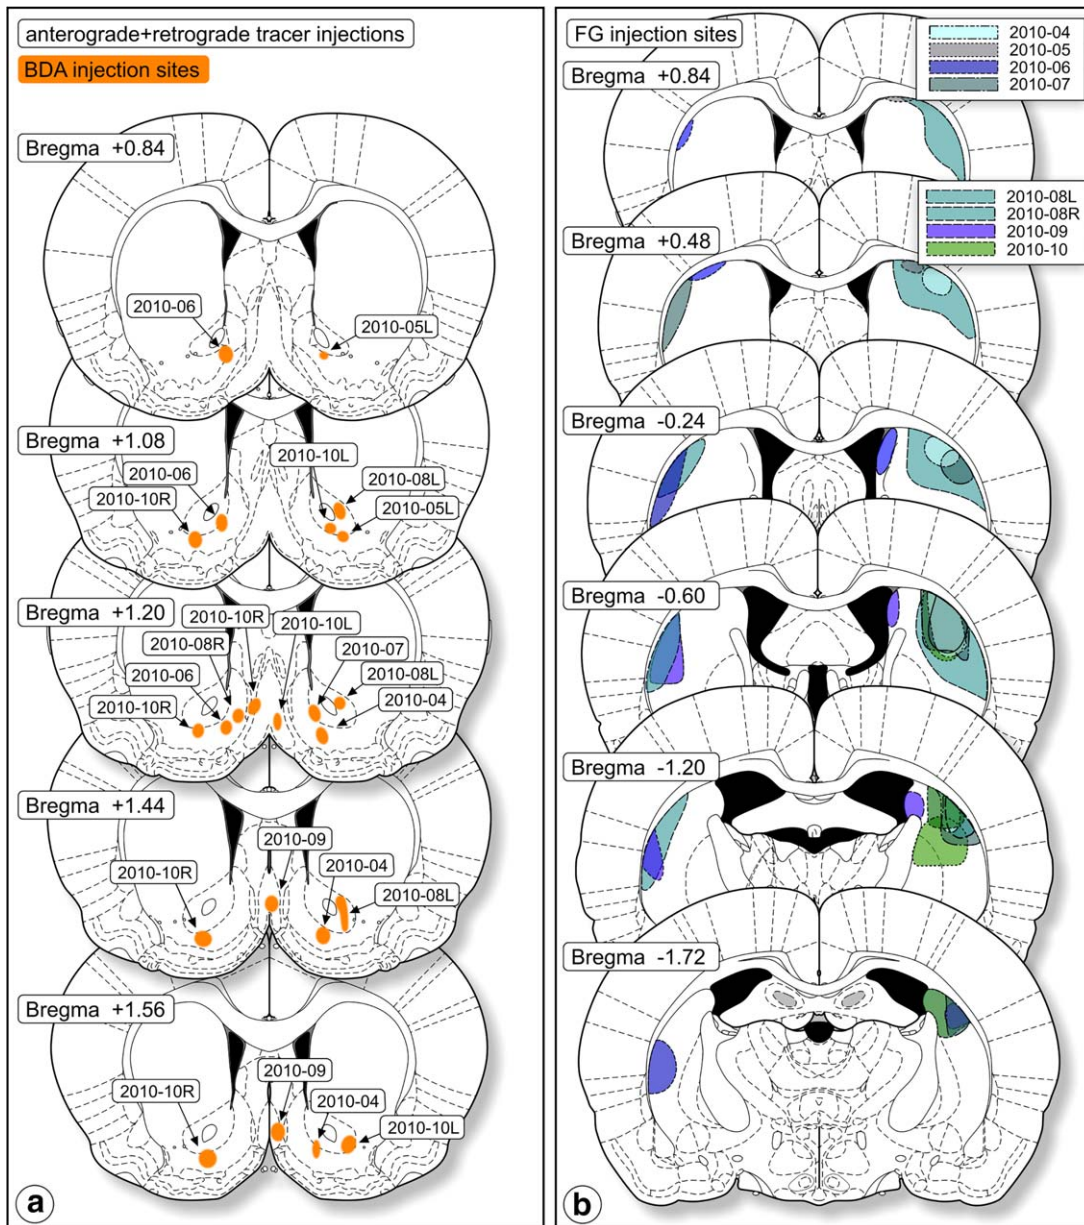 anterograde+retrograde tracer injections
BDA injection sites
Bregma +0.84
2010-06
2010-05L
Bregma +1.08
2010-10L
2010-06
2010-08L
2010-10R
2010-05L
Bregma +1.20
2010-10R
2010-10L
2010-08R
2010-07
2010-06
2010-08L
2010-10R
2010-04
Bregma +1.44
2010-09
2010-04
2010-10R
2010-08L
Bregma +1.56
2010-09
2010-10R
2010-04
2010-10L
a
FG injection sites
Bregma +0.84
2010-04
2010-05
2010-06
2010-07
2010-08L
2010-08R
2010-09
2010-10
Bregma +0.48
Bregma -0.24
Bregma -0.60
Bregma -1.20
Bregma -1.72
b